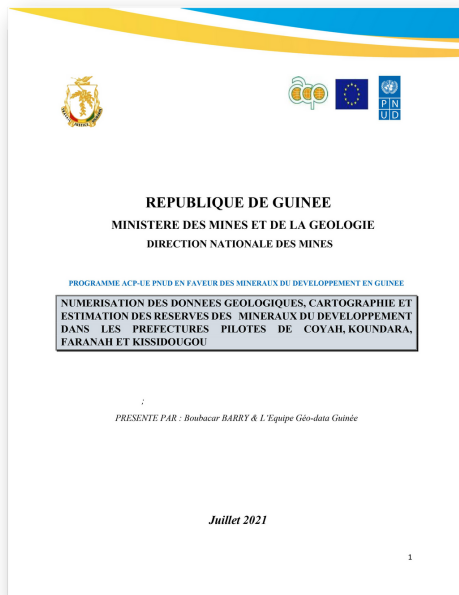 acp
P N
U D
REPUBLIQUE DE GUINEE
MINISTERE DES MINES ET DE LA GEOLOGIE
DIRECTION NATIONALE DES MINES
PROGRAMME ACP-UE PNUD EN FAVEUR DES MINERAUX DU DEVELOPPEMENT EN GUINEE
NUMERISATION DES DONNEES GEOLOGIQUES, CARTOGRAPHIE ET
ESTIMATION DES RESERVES DES MINERAUX DU DEVELOPPEMENT
DANS LES PREFECTURES PILOTES DE COYAH, KOUNDARA,
FARANAH ET KISSIDOUGOU
;
PRESENTE PAR : Boubacar BARRY & L'Equipe Géo-data Guinée
Juillet 2021
1